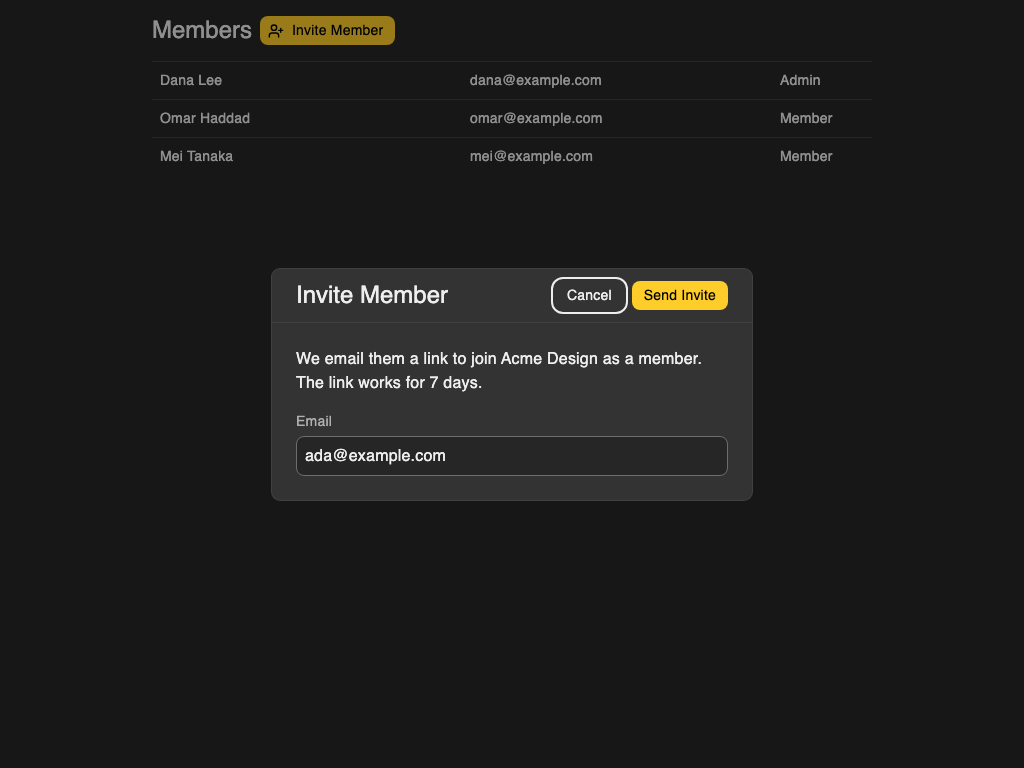 Members Invite Member
Dana Lee dana@example.com Admin
Omar Haddad omar@example.com Member
Mei Tanaka mei@example.com Member
Invite Member Cancel Send Invite
We email them a link to join Acme Design as a member.
The link works for 7 days.
Email
ada@example.com